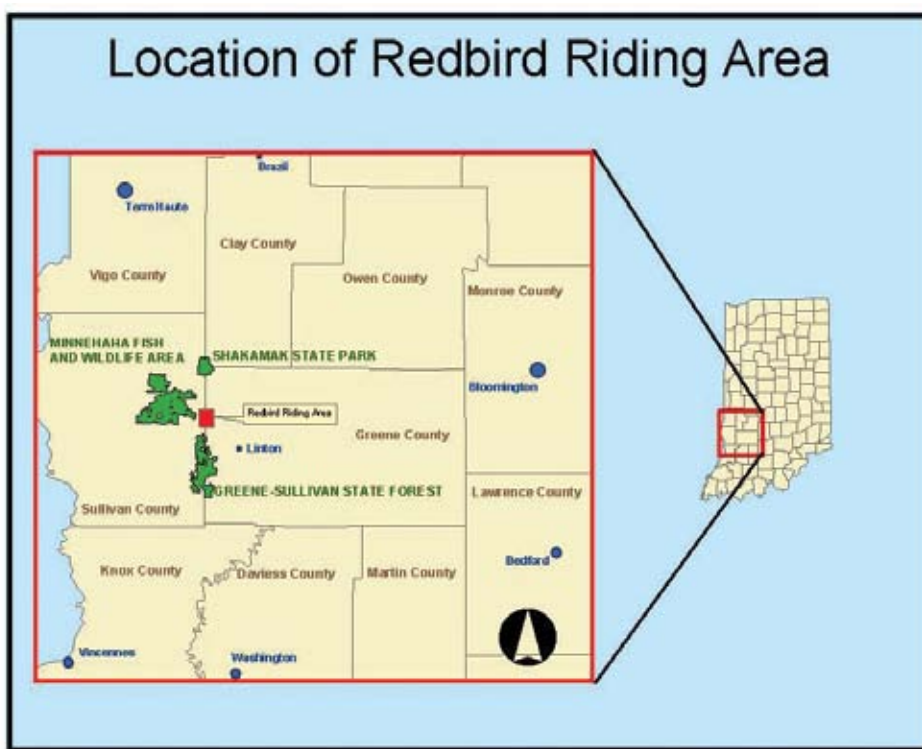 Location of Redbird Riding Area
Brazil
Terre Haute
Clay County
Vigo County
Owen County
Monroe County
MINNEHAHA FISH
AND WILDLIFE AREA
SHAKAMAK STATE PARK
Bloomington
Redbird Riding Area
Greene County
Linton
GREENE-SULLIVAN STATE FOREST
Lawrence County
Sullivan County
Bedford
Knox County
Daviess County
Martin County
Vincennes
Washington